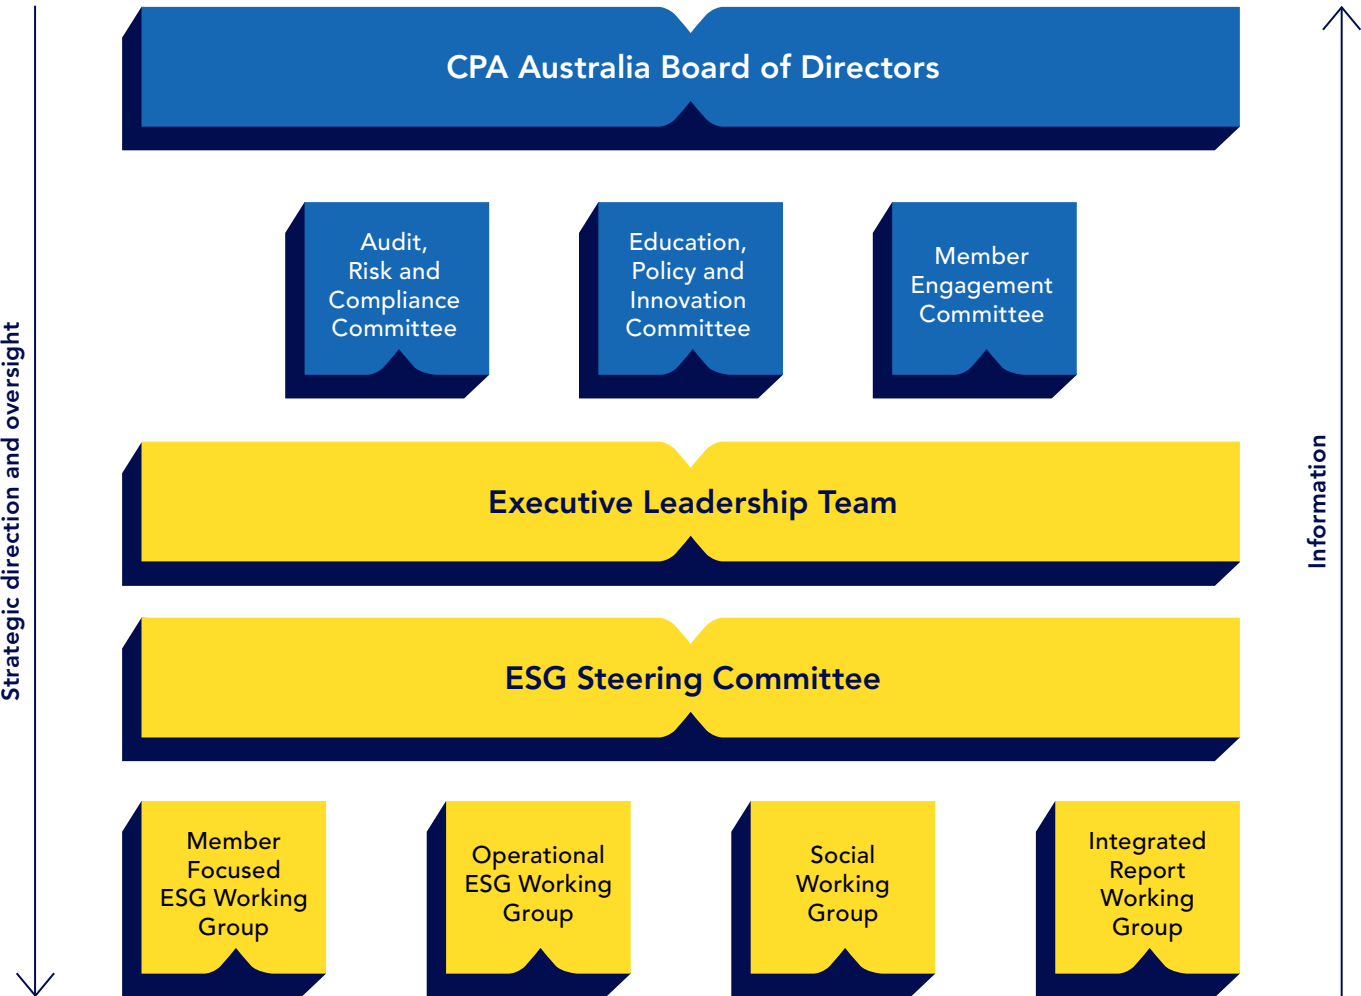 CPA Australia Board of Directors
Audit,
Risk and
Compliance
Committee
Education,
Policy and
Innovation
Committee
Member
Engagement
Committee
Strategic direction and oversight
Information
Executive Leadership Team
ESG Steering Committee
Member
Focused
ESG Working
Group
Operational
ESG Working
Group
Social
Working
Group
Integrated
Report
Working
Group